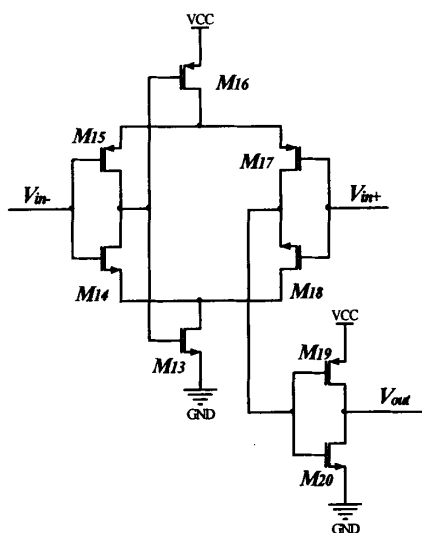 VCC
M16
M15
M17
Vin-
Vin+
M14
M18
VCC
M13
M19
GND
Vout
M20
GND